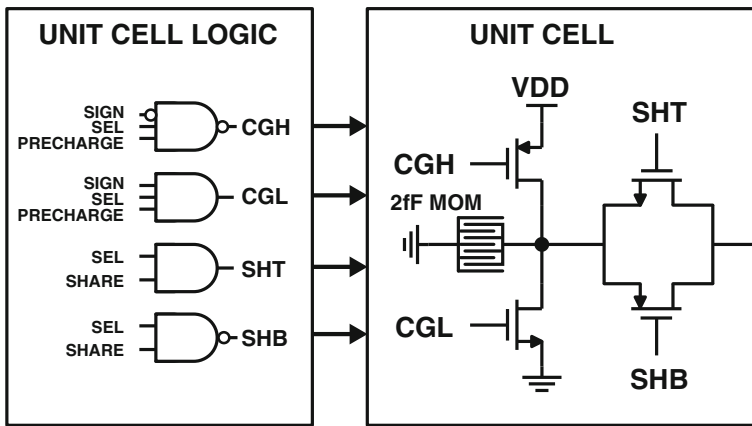 UNIT CELL LOGIC
SIGN
SEL
PRECHARGE
CGH
SIGN
SEL
PRECHARGE
CGL
SEL
SHARE
SHT
SEL
SHARE
SHB
UNIT CELL
VDD
SHT
CGH
2fF MOM
CGL
SHB